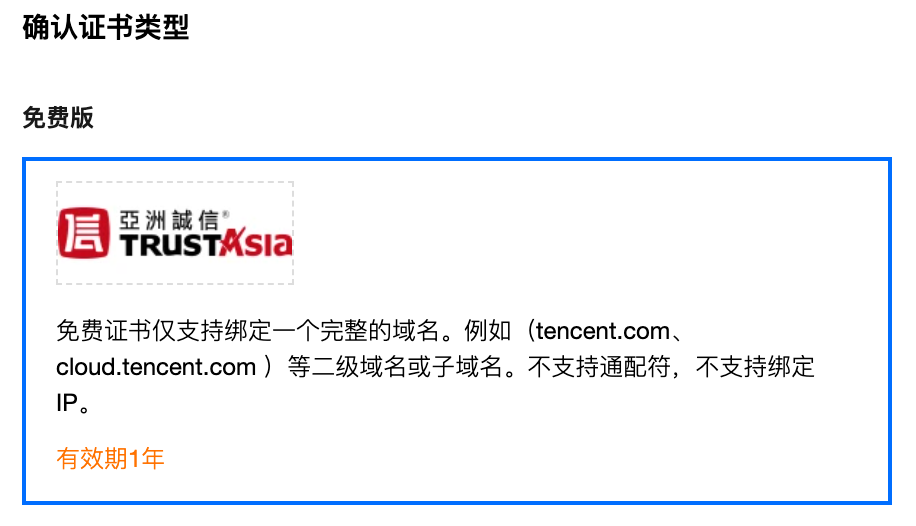 确认证书类型
免费版
亞洲誠信®
TRUSTAsia
免费证书仅支持绑定一个完整的域名。例如（tencent.com、
cloud.tencent.com ）等二级域名或子域名。不支持通配符，不支持绑定
IP。
有效期1年